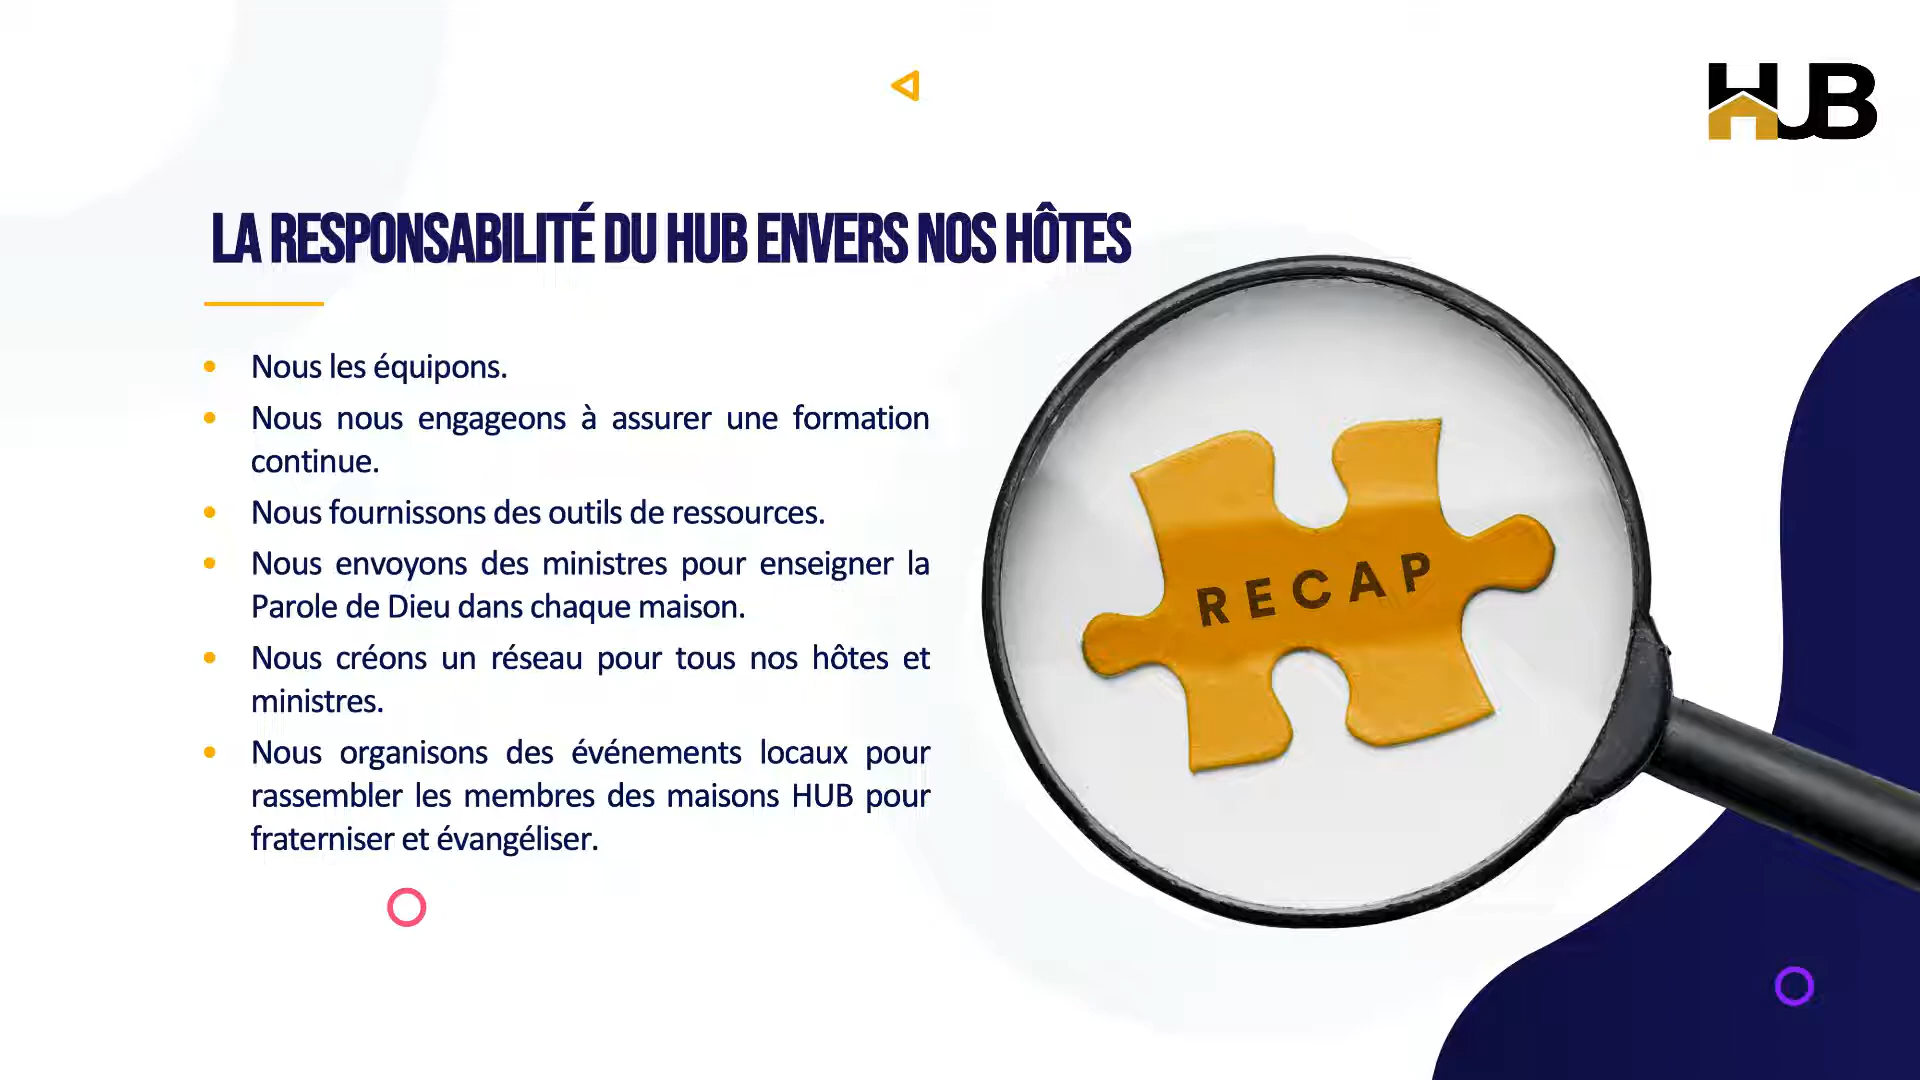 HUB
LA RESPONSABILITÉ DU HUB ENVERS NOS HÔTES
• Nous les équipons.
• Nous nous engageons à assurer une formation
continue.
• Nous fournissons des outils de ressources.
• Nous envoyons des ministres pour enseigner la
Parole de Dieu dans chaque maison.
• Nous créons un réseau pour tous nos hôtes et
ministres.
• Nous organisons des événements locaux pour
rassembler les membres des maisons HUB pour
fraterniser et évangéliser.
RECAP